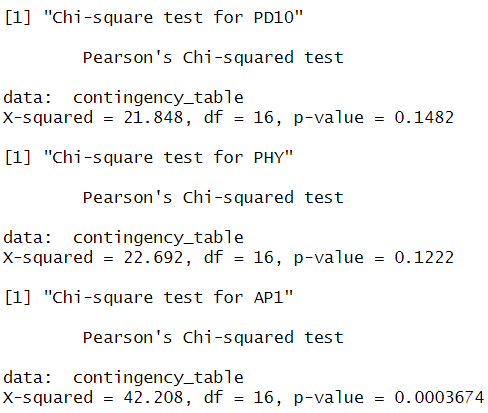 [1] "Chi-square test for PD10"
Pearson's Chi-squared test
data:  contingency_table
X-squared = 21.848, df = 16, p-value = 0.1482
[1] "Chi-square test for PHY"
Pearson's Chi-squared test
data:  contingency_table
X-squared = 22.692, df = 16, p-value = 0.1222
[1] "Chi-square test for AP1"
Pearson's Chi-squared test
data:  contingency_table
X-squared = 42.208, df = 16, p-value = 0.0003674